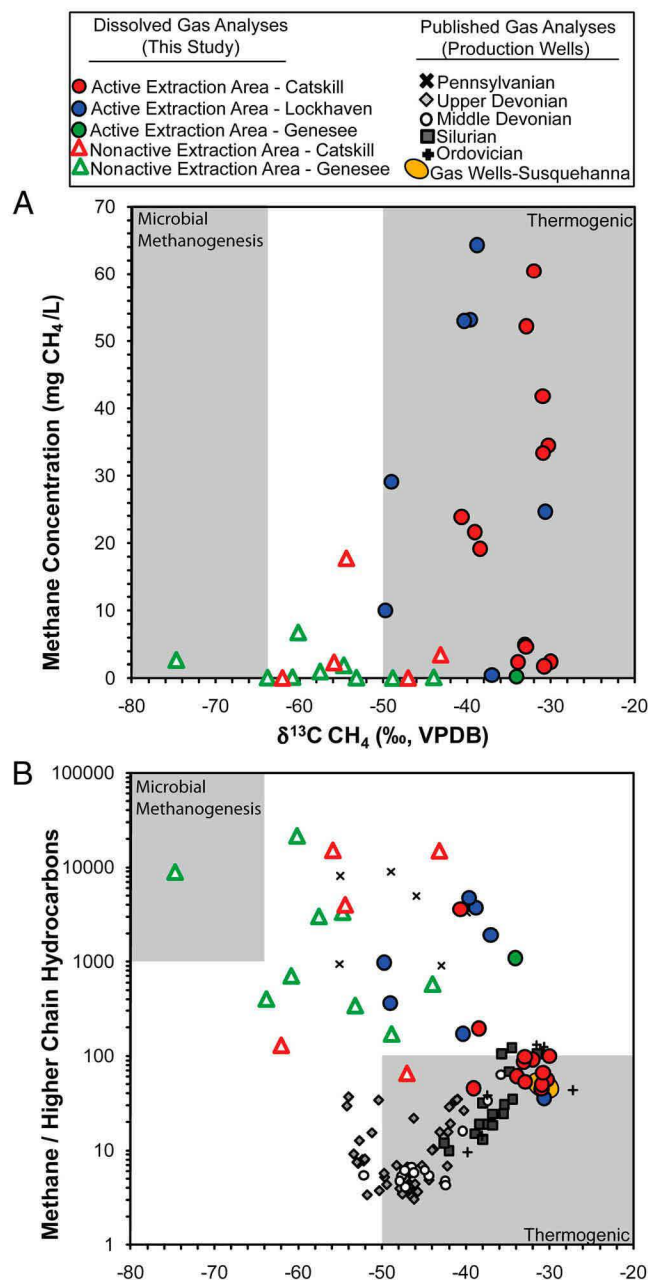 Dissolved Gas Analyses
(This Study)
Active Extraction Area - Catskill
Active Extraction Area - Lockhaven
Active Extraction Area - Genesee
Nonactive Extraction Area - Catskill
Nonactive Extraction Area - Genesee
Published Gas Analyses
(Production Wells)
Pennsylvanian
Upper Devonian
Middle Devonian
Silurian
Ordovician
Gas Wells-Susquehanna
A
Microbial
Methanogenesis
Thermogenic
Methane Concentration (mg CH₄/L)
70
60
50
40
30
20
10
0
-80 -70 -60 -50 -40 -30 -20
δ¹³C CH₄ (‰, VPDB)
B
Microbial
Methanogenesis
Methane / Higher Chain Hydrocarbons
100000
10000
1000
100
10
1
Thermogenic
-80 -70 -60 -50 -40 -30 -20